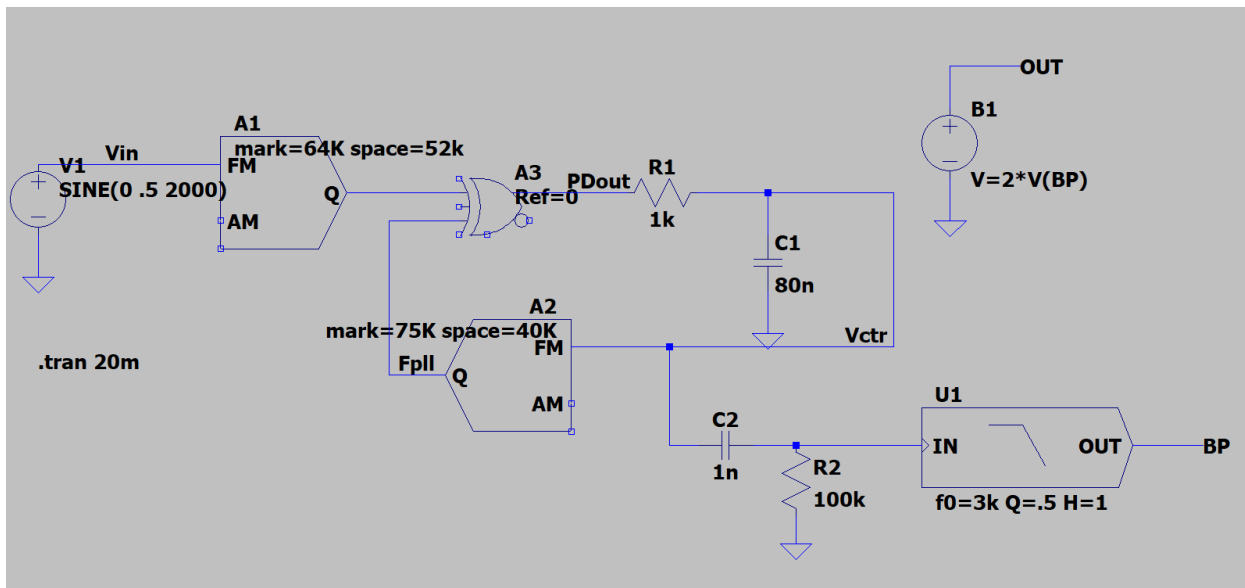 OUT
B1
V=2*V(BP)
A1
mark=64K space=52k
Vin
V1
SINE(0 .5 2000)
FM
AM
Q
A3
Ref=0
PDout
R1
1k
C1
80n
A2
mark=75K space=40K
FM
Vctr
Fpll
Q
AM
.tran 20m
C2
1n
R2
100k
U1
IN
OUT
BP
f0=3k Q=.5 H=1